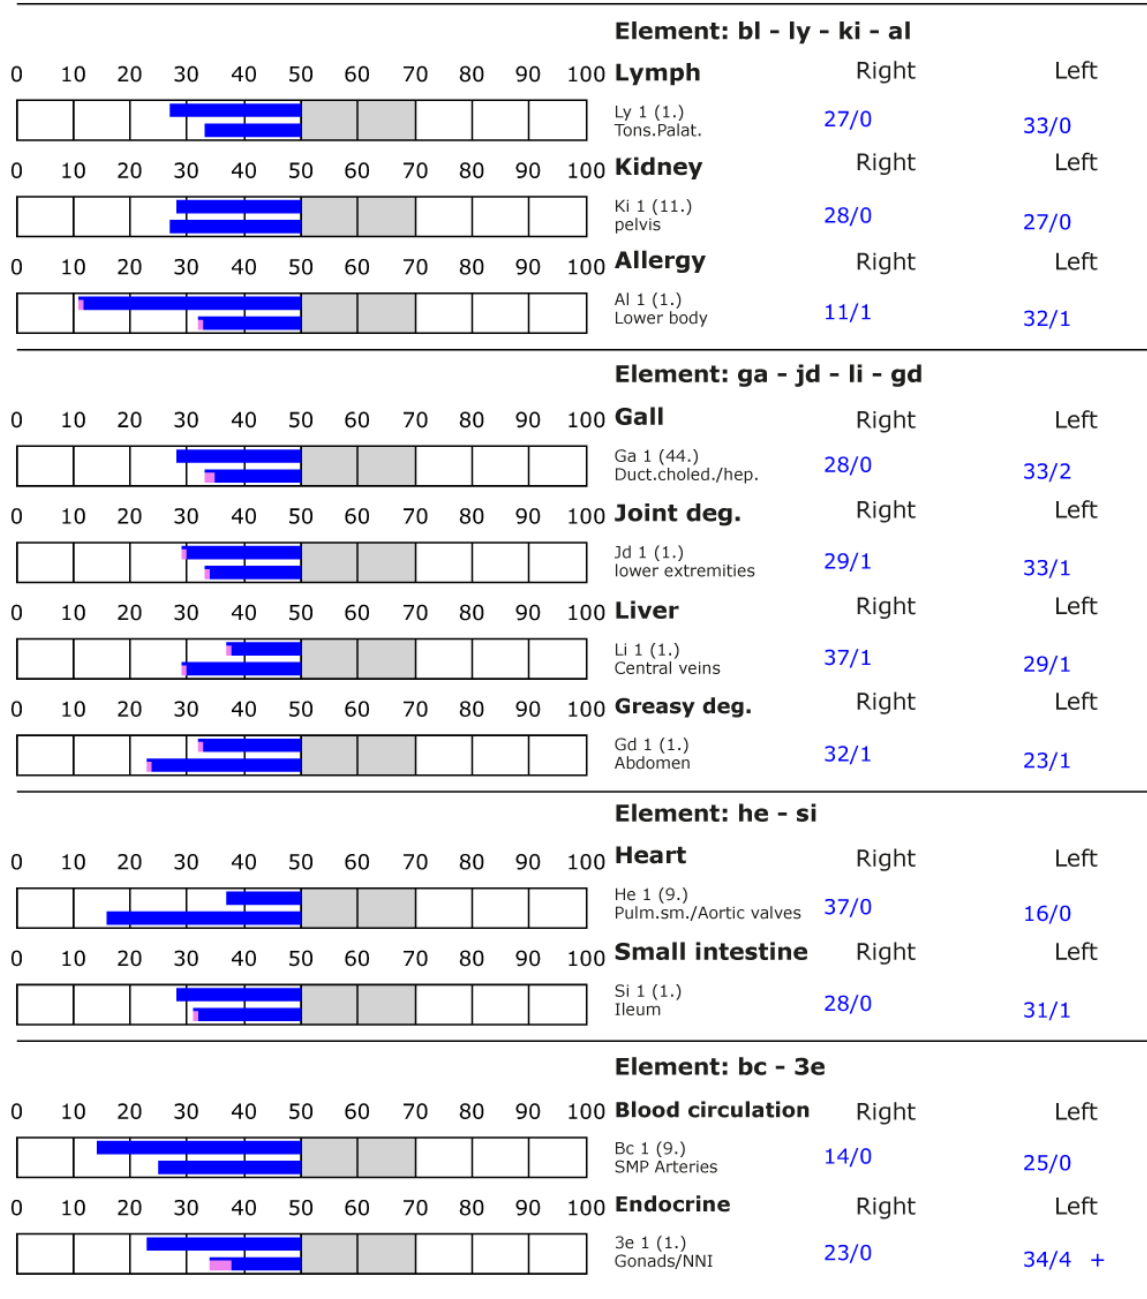 Element: bl - ly - ki - al
0 10 20 30 40 50 60 70 80 90 100 Lymph Right Left
Ly 1 (1.) 27/0 33/0
Tons.Palat.
0 10 20 30 40 50 60 70 80 90 100 Kidney Right Left
Ki 1 (11.) 28/0 27/0
pelvis
0 10 20 30 40 50 60 70 80 90 100 Allergy Right Left
Al 1 (1.) 11/1 32/1
Lower body
Element: ga - jd - li - gd
0 10 20 30 40 50 60 70 80 90 100 Gall Right Left
Ga 1 (44.) 28/0 33/2
Duct.choled./hep.
0 10 20 30 40 50 60 70 80 90 100 Joint deg. Right Left
Jd 1 (1.) 29/1 33/1
lower extremities
0 10 20 30 40 50 60 70 80 90 100 Liver Right Left
Li 1 (1.) 37/1 29/1
Central veins
0 10 20 30 40 50 60 70 80 90 100 Greasy deg. Right Left
Gd 1 (1.) 32/1 23/1
Abdomen
Element: he - si
0 10 20 30 40 50 60 70 80 90 100 Heart Right Left
He 1 (9.) 37/0 16/0
Pulm.sm./Aortic valves
0 10 20 30 40 50 60 70 80 90 100 Small intestine Right Left
Si 1 (1.) 28/0 31/1
Ileum
Element: bc - 3e
0 10 20 30 40 50 60 70 80 90 100 Blood circulation Right Left
Bc 1 (9.) 14/0 25/0
SMP Arteries
0 10 20 30 40 50 60 70 80 90 100 Endocrine Right Left
3e 1 (1.) 23/0 34/4 +
Gonads/NNI